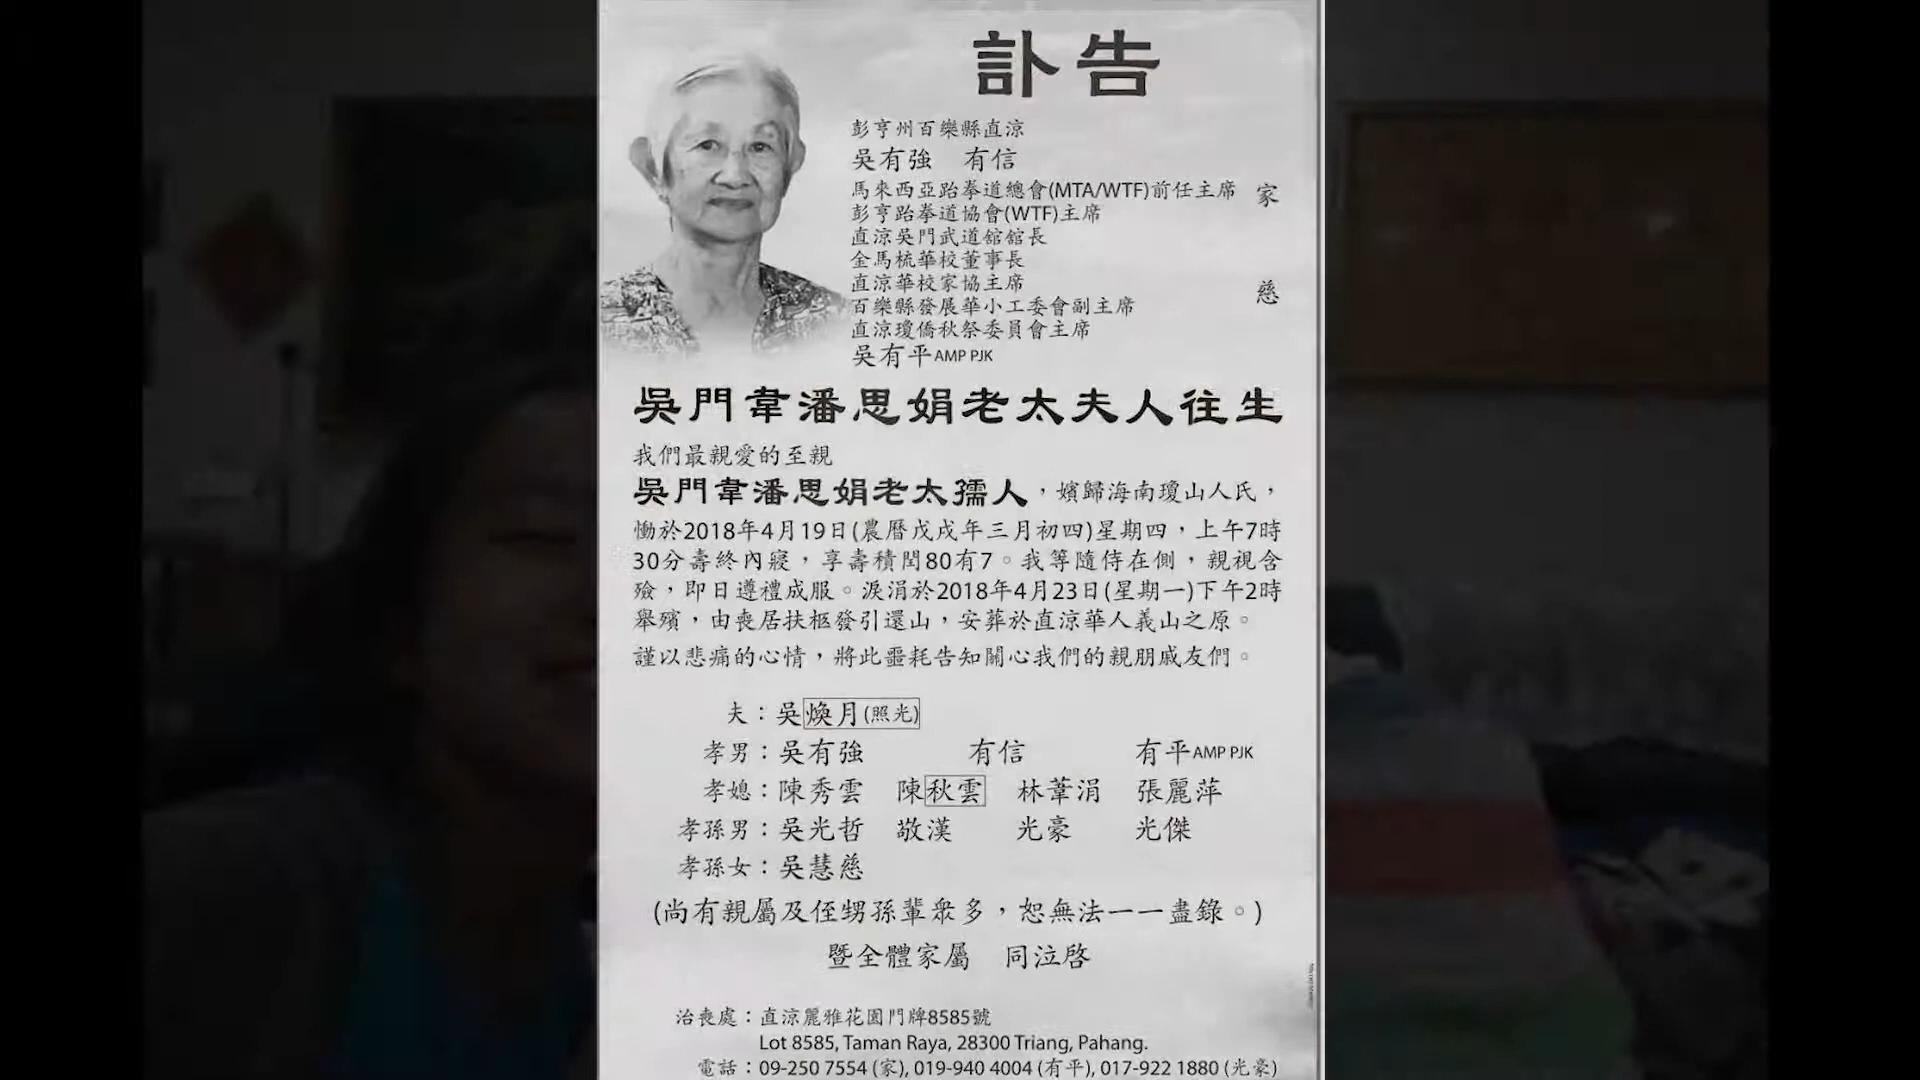 訃告
彭亨州百樂縣直涼
吳有強 有信
馬來西亞跆拳道總會(MTA/WTF)前任主席
彭亨跆拳道協會(WTF)主席
直涼吳門武道舘舘長
金馬梳華校董事長
直涼華校家協主席
百樂縣發展華小工委會副主席
直涼瓊僑秋祭委員會主席
吳有平AMP PJK
家
慈
吳門韋潘思娟老太夫人往生
我們最親愛的至親
吳門韋潘思娟老太孺人，嬪歸海南瓊山人氏，
慟於2018年4月19日(農曆戊戌年三月初四)星期四，上午7時
30分壽終內寢，享壽積閏80有7。我等隨侍在側，親視含
殮，即日遵禮成服。淚涓於2018年4月23日(星期一)下午2時
舉殯，由喪居扶柩發引還山，安葬於直涼華人義山之原。
謹以悲痛的心情，將此噩耗告知關心我們的親朋戚友們。
夫：吳煥月(照光)
孝男：吳有強 有信 有平AMP PJK
孝媳：陳秀雲 陳秋雲 林葦涓 張麗萍
孝孫男：吳光哲 敬漢 光豪 光傑
孝孫女：吳慧慈
(尚有親屬及侄甥孫輩衆多，恕無法一一盡錄。)
暨全體家屬 同泣啓
治喪處：直涼麗雅花園門牌8585號
Lot 8585, Taman Raya, 28300 Triang, Pahang.
電話：09-250 7554 (家), 019-940 4004 (有平), 017-922 1880 (光豪)